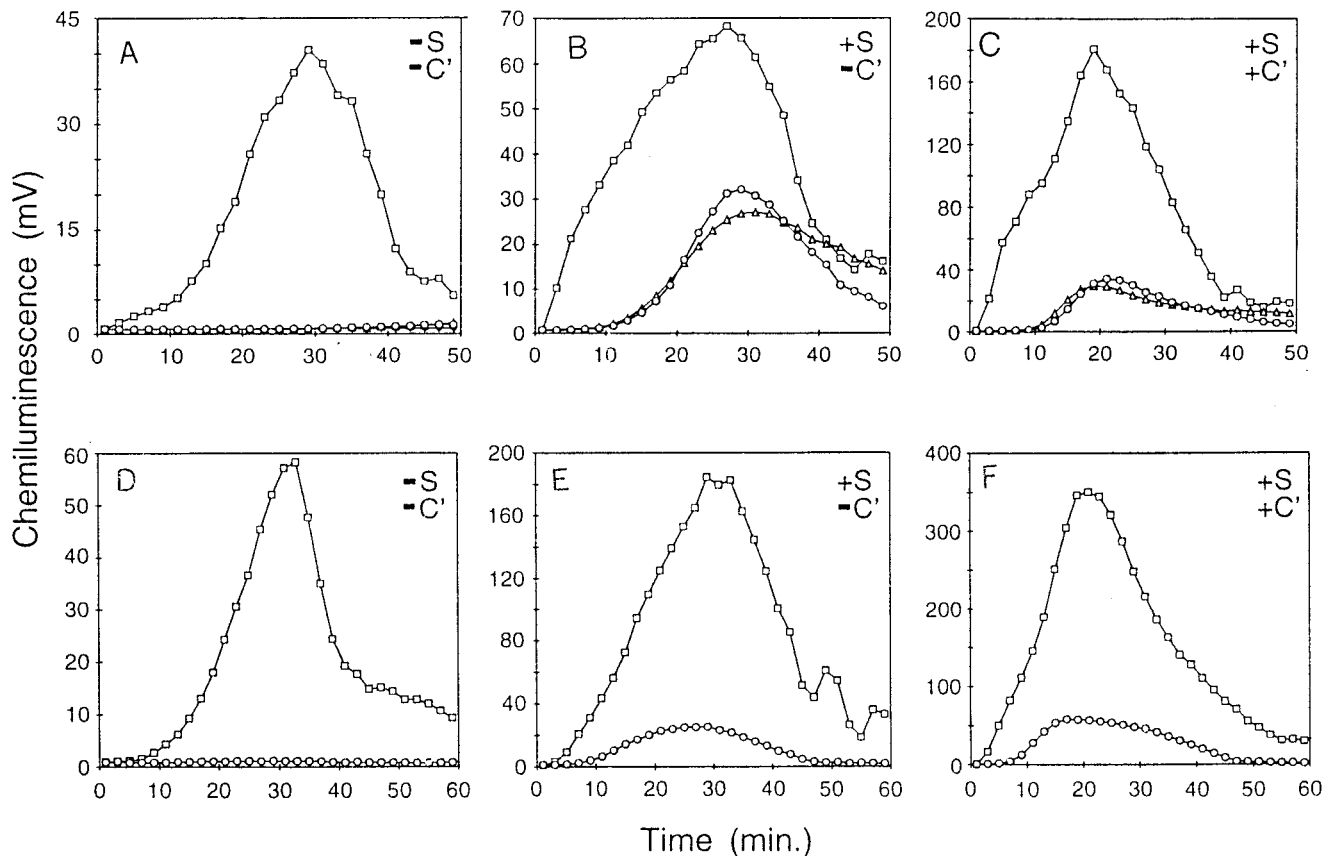 Chemiluminescence (mV)
A
-S
-C'
45
30
15
0
0 10 20 30 40 50
B
+S
-C'
70
60
50
40
30
20
10
0
0 10 20 30 40 50
C
+S
+C'
200
160
120
80
40
0
0 10 20 30 40 50
D
-S
-C'
60
50
40
30
20
10
0
0 10 20 30 40 50 60
E
+S
-C'
200
160
120
80
40
0
0 10 20 30 40 50 60
F
+S
+C'
400
300
200
100
0
0 10 20 30 40 50 60
Time (min.)